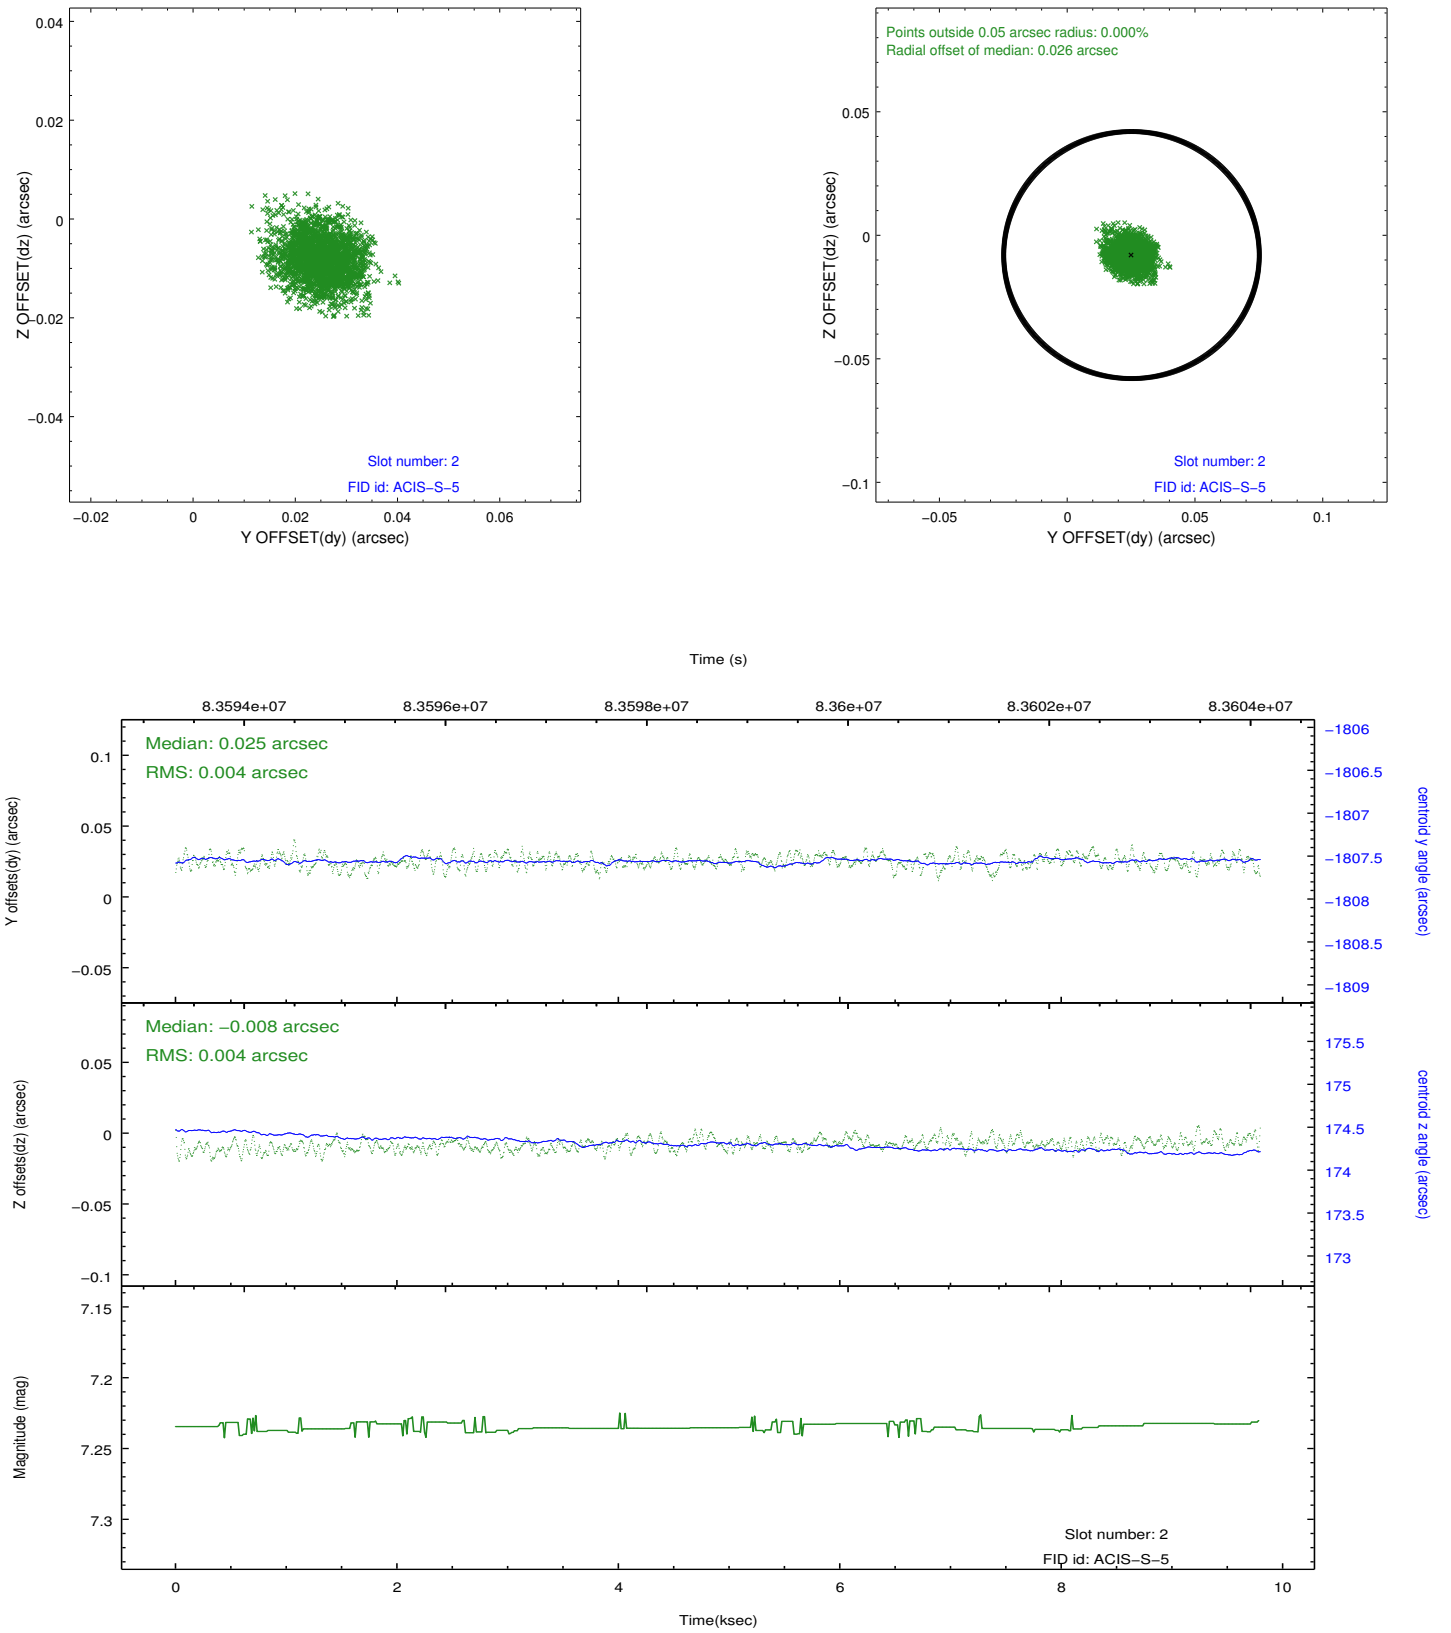 0.04
0.02
0
−0.02
−0.04
Z OFFSET(dz) (arcsec)
Slot number: 2
FID id: ACIS−S−5
−0.02 0 0.02 0.04 0.06
Y OFFSET(dy) (arcsec)
Points outside 0.05 arcsec radius: 0.000%
Radial offset of median: 0.026 arcsec
0.05
0
−0.05
−0.1
Z OFFSET(dz) (arcsec)
Slot number: 2
FID id: ACIS−S−5
−0.05 0 0.05 0.1
Y OFFSET(dy) (arcsec)
Time (s)
8.3594e+07 8.3596e+07 8.3598e+07 8.36e+07 8.3602e+07 8.3604e+07
Median: 0.025 arcsec
RMS: 0.004 arcsec
0.1
0.05
0
−0.05
Y offsets(dy) (arcsec)
−1806
−1806.5
−1807
−1807.5
−1808
−1808.5
−1809
centroid y angle (arcsec)
Median: −0.008 arcsec
RMS: 0.004 arcsec
0.05
0
−0.05
−0.1
Z offsets(dz) (arcsec)
175.5
175
174.5
174
173.5
173
centroid z angle (arcsec)
7.15
7.2
7.25
7.3
Magnitude (mag)
Slot number: 2
FID id: ACIS−S−5
0 2 4 6 8 10
Time(ksec)